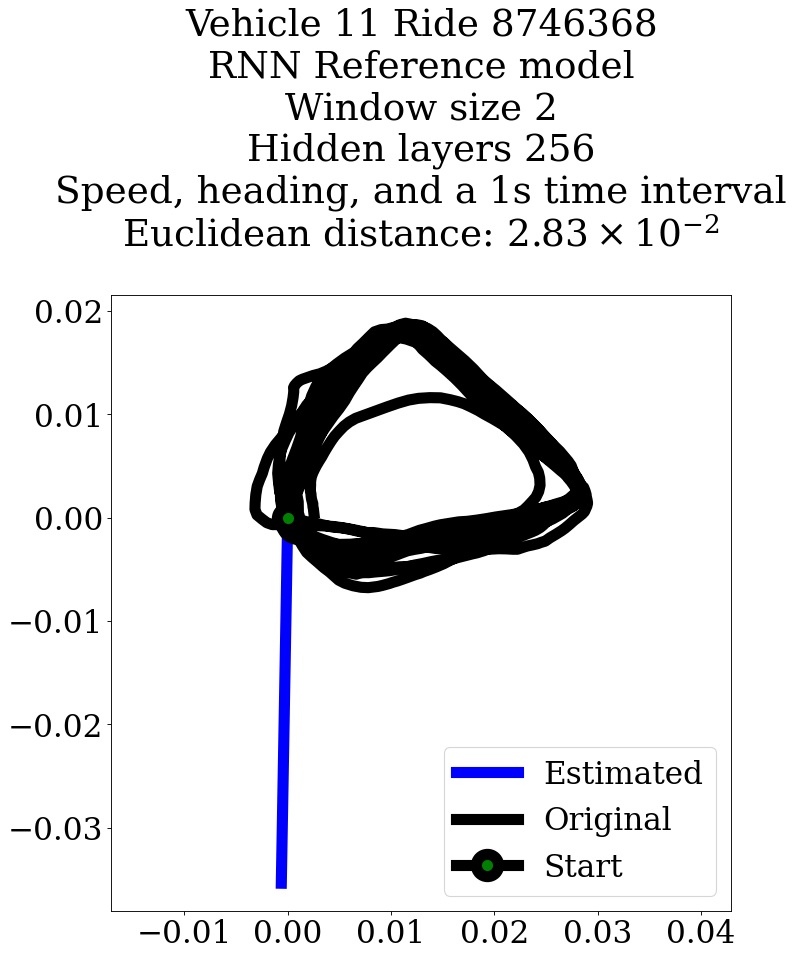 Vehicle 11 Ride 8746368
RNN Reference model
Window size 2
Hidden layers 256
Speed, heading, and a 1s time interval
Euclidean distance: 2.83 × 10⁻²
0.02
0.01
0.00
−0.01
−0.02
−0.03
Estimated
Original
Start
−0.01 0.00 0.01 0.02 0.03 0.04